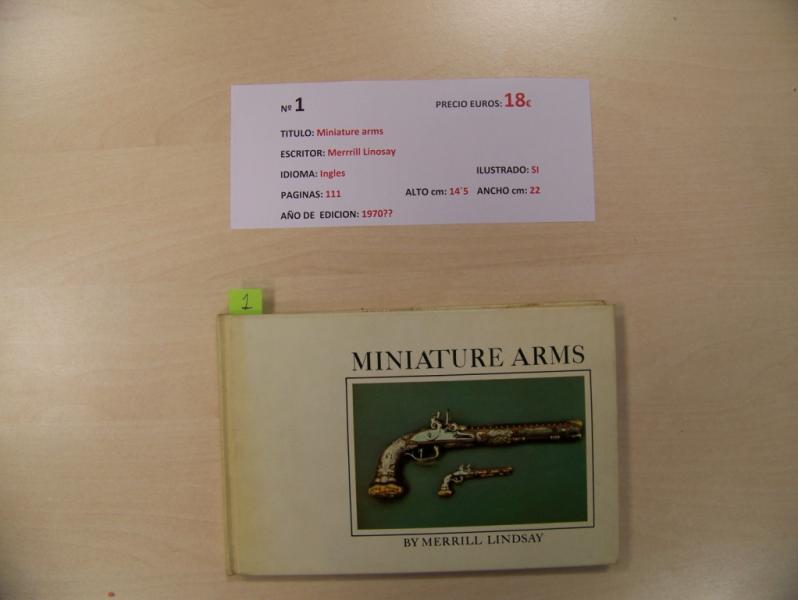 Nº 1 PRECIO EUROS: 18€
TITULO: Miniature arms
ESCRITOR: Merrrill Linosay
IDIOMA: Ingles ILUSTRADO: SI
PAGINAS: 111 ALTO cm: 14´5 ANCHO cm: 22
AÑO DE EDICION: 1970??
1
MINIATURE ARMS
BY MERRILL LINDSAY